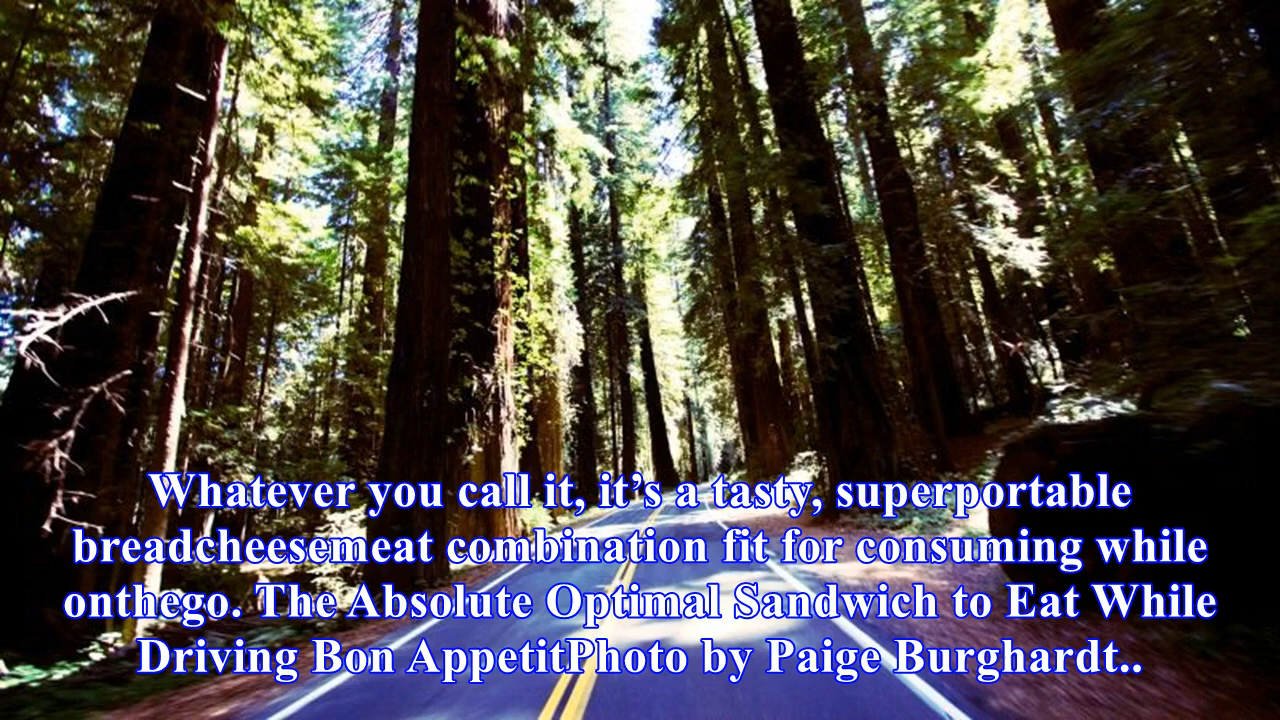 Whatever you call it, it’s a tasty, superportable
breadcheesemeat combination fit for consuming while
onthego. The Absolute Optimal Sandwich to Eat While
Driving Bon AppetitPhoto by Paige Burghardt..